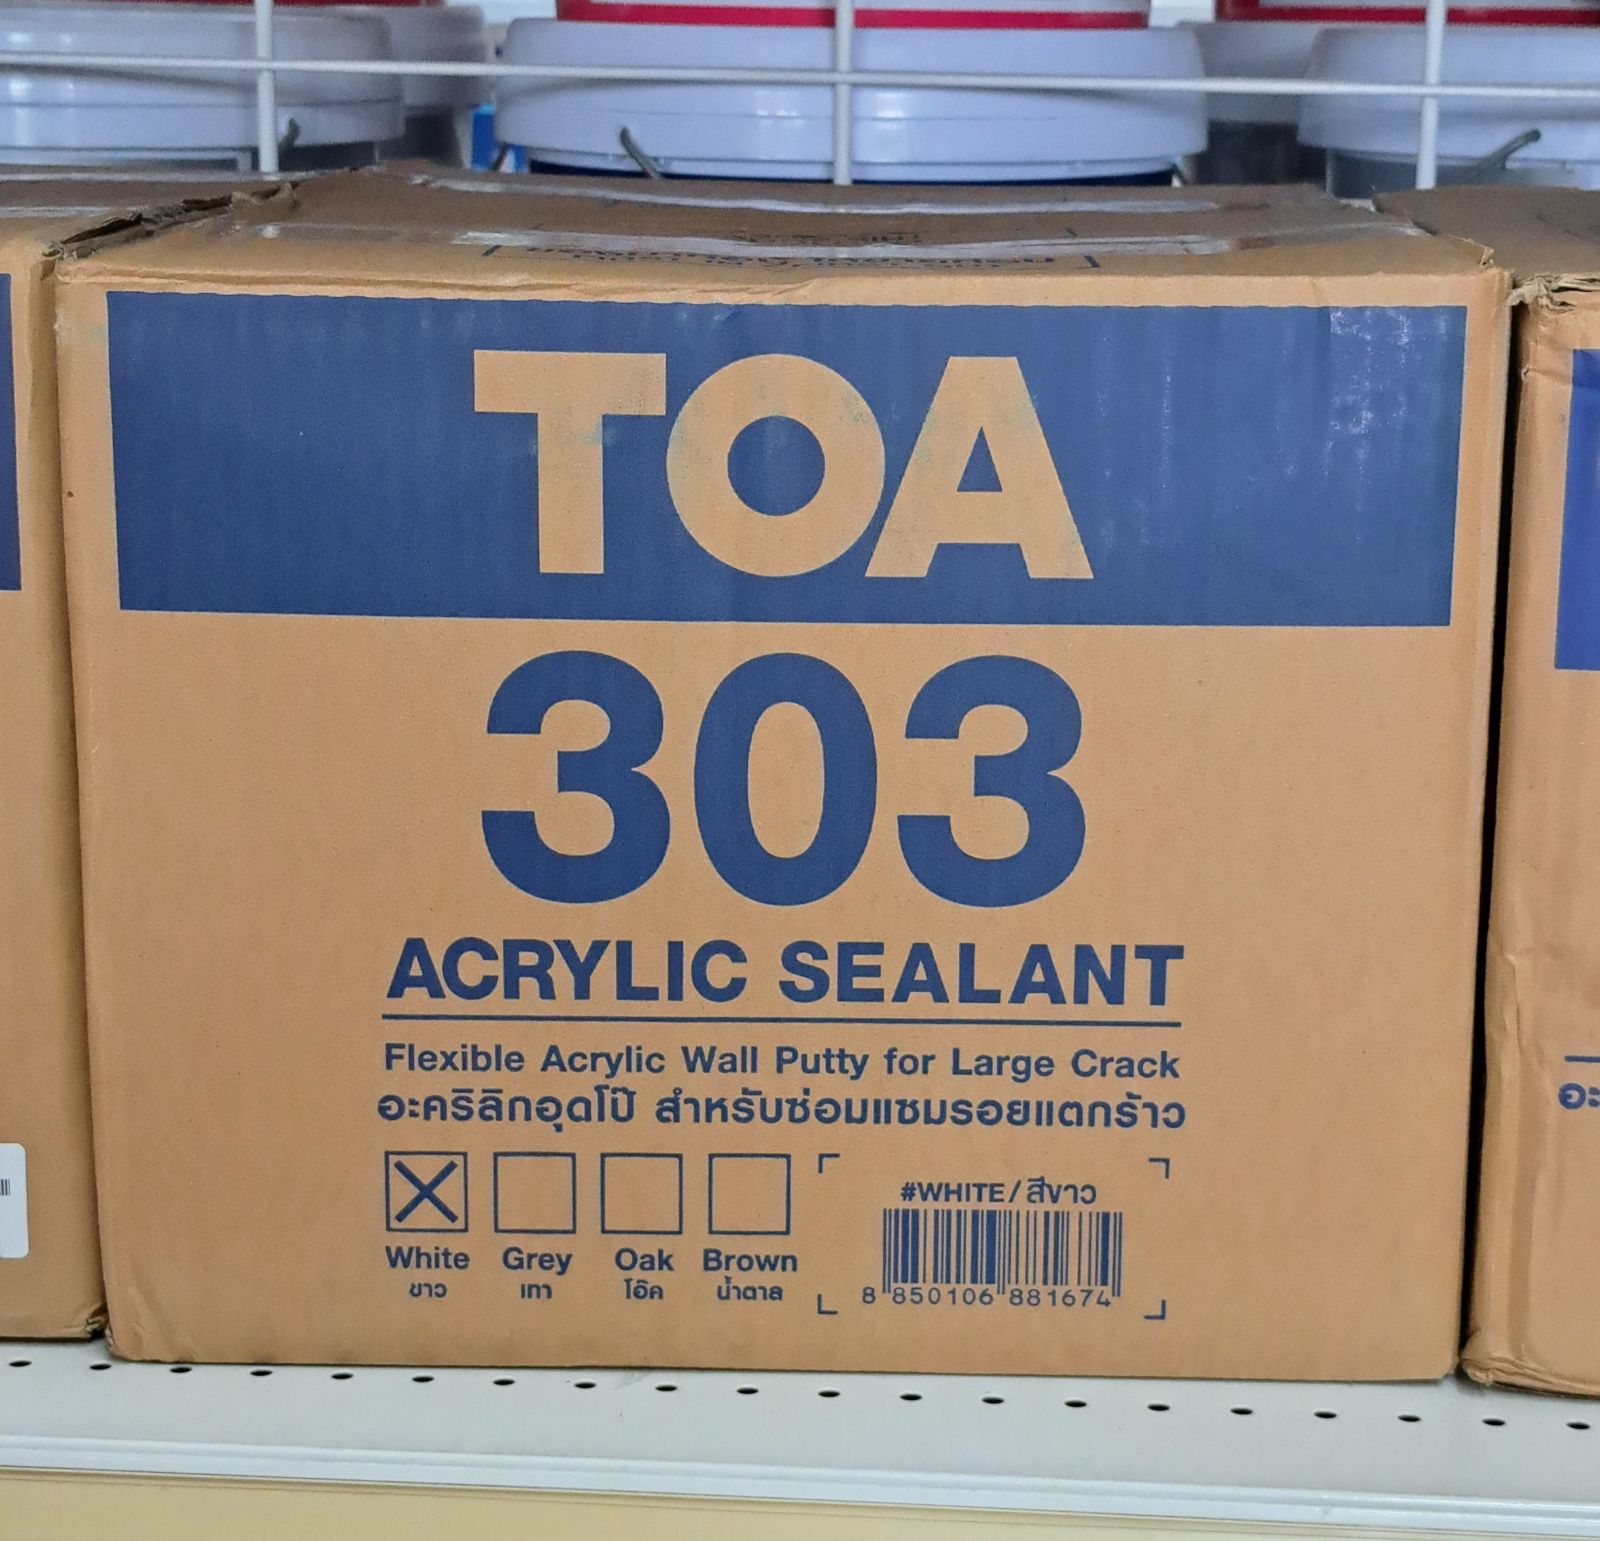 TOA
303
ACRYLIC SEALANT
Flexible Acrylic Wall Putty for Large Crack
อะคริลิกอุดโป๊ สำหรับซ่อมแซมรอยแตกร้าว
White Grey Oak Brown
ขาว เทา โอ๊ค น้ำตาล
#WHITE/สีขาว
8 850106 881674
อะ